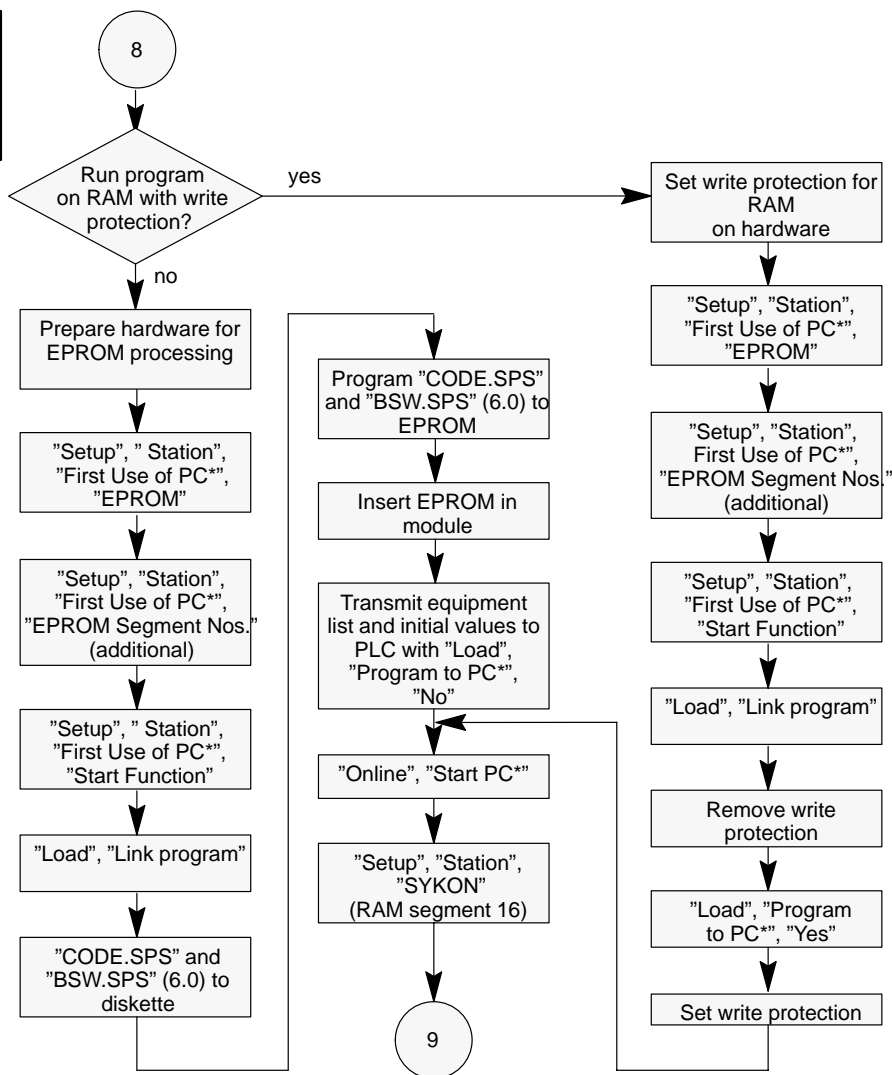 8
Run program
on RAM with write
protection?
yes
no
Prepare hardware for
EPROM processing
”Setup”, ” Station”,
”First Use of PC*”,
”EPROM”
”Setup”, ”Station”,
”First Use of PC*”,
”EPROM Segment Nos.”
(additional)
”Setup”, ” Station”,
”First Use of PC*”,
”Start Function”
”Load”, ”Link program”
”CODE.SPS” and
”BSW.SPS” (6.0) to
diskette
Program ”CODE.SPS”
and ”BSW.SPS” (6.0) to
EPROM
Insert EPROM in
module
Transmit equipment
list and initial values to
PLC with ”Load”,
”Program to PC*”,
”No”
”Online”, ”Start PC*”
”Setup”, ”Station”,
”SYKON”
(RAM segment 16)
9
Set write protection for
RAM
on hardware
”Setup”, ”Station”,
”First Use of PC*”,
”EPROM”
”Setup”, ”Station”,
First Use of PC*”,
”EPROM Segment Nos.”
(additional)
”Setup”, ”Station”,
”First Use of PC*”,
”Start Function”
”Load”, ”Link program”
Remove write
protection
”Load”, ”Program
to PC*”, ”Yes”
Set write protection